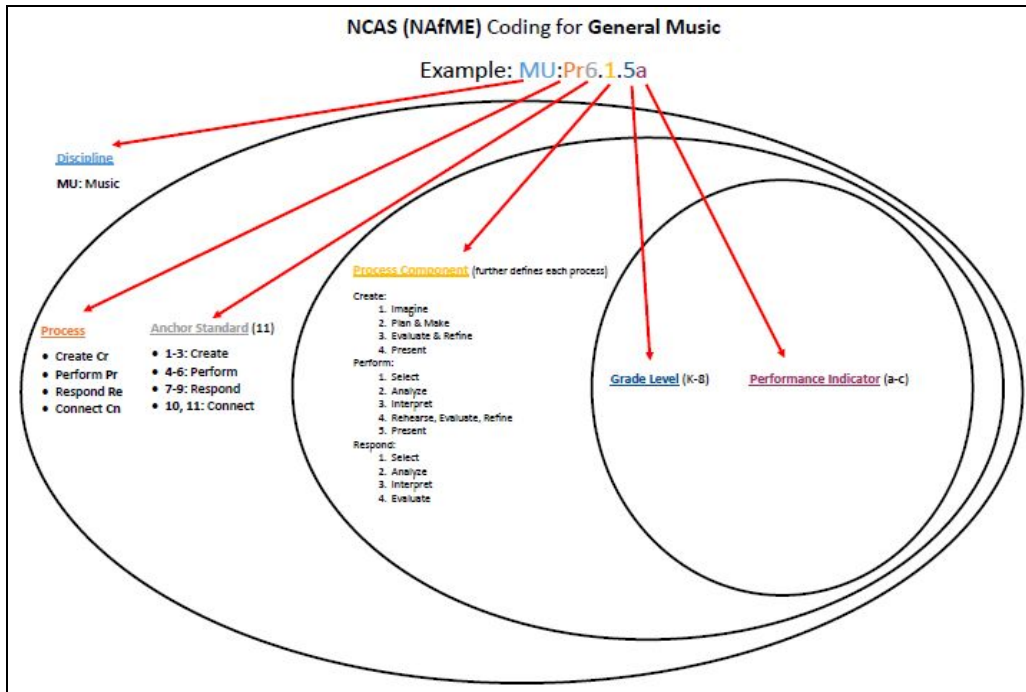 NCAS (NAfME) Coding for General Music
Example: MU:Pr6.1.5a
Discipline
MU: Music
Process
• Create Cr
• Perform Pr
• Respond Re
• Connect Cn
Anchor Standard (11)
• 1-3: Create
• 4-6: Perform
• 7-9: Respond
• 10, 11: Connect
Process Component (further defines each process)
Create:
1. Imagine
2. Plan & Make
3. Evaluate & Refine
4. Present
Perform:
1. Select
2. Analyze
3. Interpret
4. Rehearse, Evaluate, Refine
5. Present
Respond:
1. Select
2. Analyze
3. Interpret
4. Evaluate
Grade Level (K-8)
Performance Indicator (a-c)